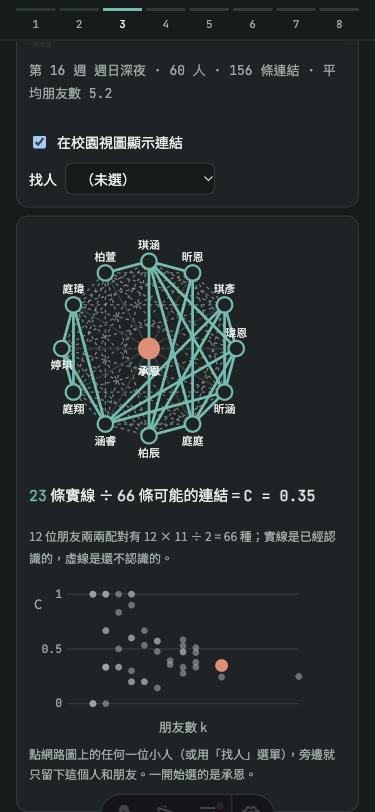 1 2 3 4 5 6 7 8
第 16 週 週日深夜 · 60 人 · 156 條連結 · 平
均朋友數 5.2
在校園視圖顯示連結
找人 （未選）
琪涵
柏萱
昕恩
庭瑋
琪彥
瑋恩
婷琪
承恩
庭翔
昕涵
涵睿
庭庭
柏辰
23 條實線 ÷ 66 條可能的連結 = C = 0.35
12 位朋友兩兩配對有 12 × 11 ÷ 2 = 66 種；實線是已經認
識的，虛線是還不認識的。
1
C
0.5
0
朋友數 k
點網路圖上的任何一位小人（或用「找人」選單），旁邊就
只留下這個人和朋友。一開始選的是承恩。